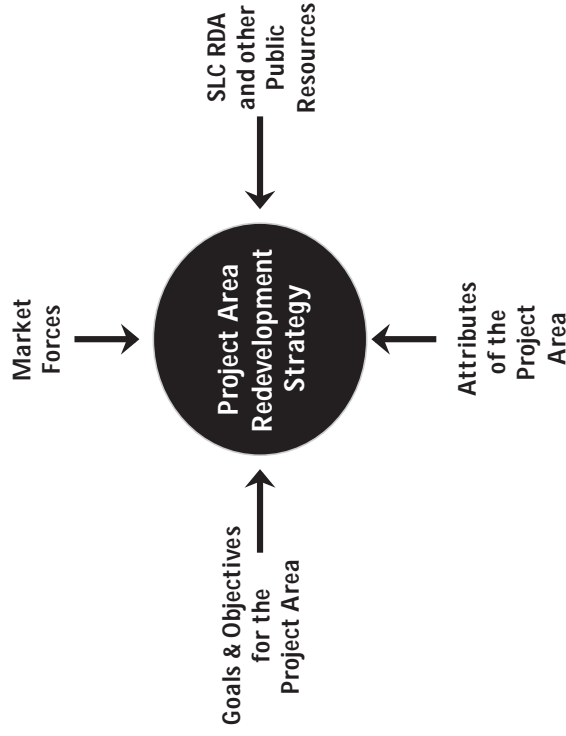 Market
Forces
Goals & Objectives
for the
Project Area
Project Area
Redevelopment
Strategy
SLC RDA
and other
Public
Resources
Attributes
of the
Project
Area